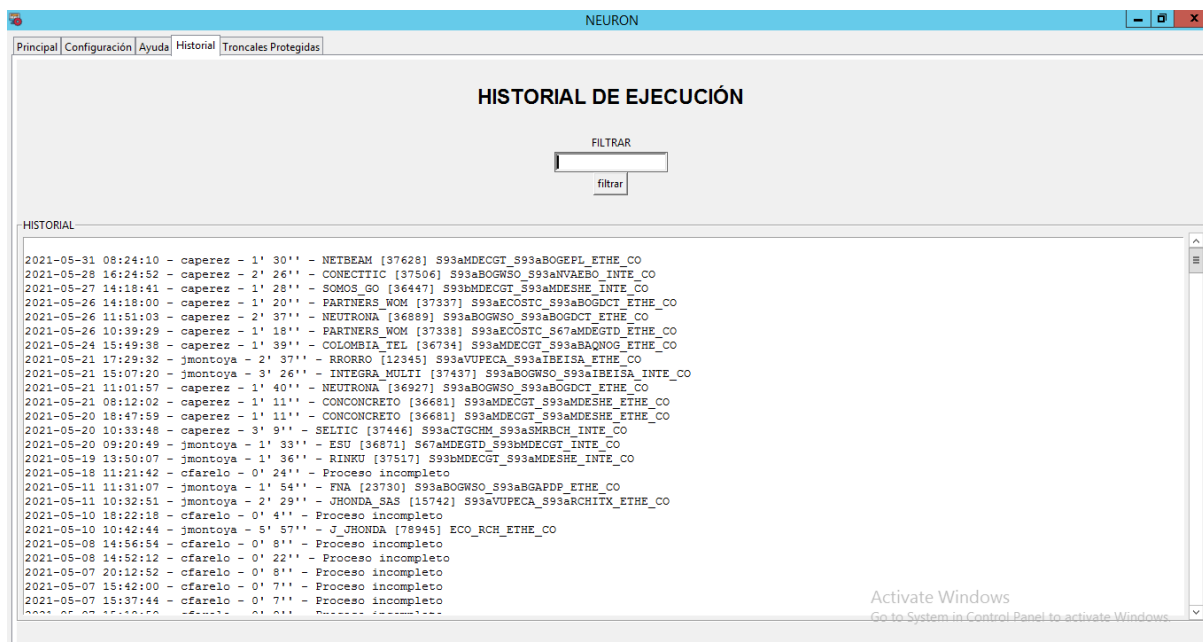 NEURON
Principal Configuración Ayuda Historial Troncales Protegidas
HISTORIAL DE EJECUCIÓN
FILTRAR
filtrar
HISTORIAL
2021-05-31 08:24:10 - caperez - 1' 30'' - NETBEAM [37628] S93aMDECGT_S93aBOGEPL_ETHE_CO
2021-05-28 16:24:52 - caperez - 2' 26'' - CONECTTIC [37506] S93aBOGWSO_S93aNVAEBO_INTE_CO
2021-05-27 14:18:41 - caperez - 1' 28'' - SOMOS_GO [36447] S93bMDECGT_S93aMDESHE_INTE_CO
2021-05-26 14:18:00 - caperez - 1' 20'' - PARTNERS_WOM [37337] S93aECOSTC_S93aBOGDCT_ETHE_CO
2021-05-26 11:51:03 - caperez - 2' 37'' - NEUTRONA [36889] S93aBOGWSO_S93aBOGDCT_ETHE_CO
2021-05-26 10:39:29 - caperez - 1' 18'' - PARTNERS_WOM [37338] S93aECOSTC_S67aMDEGTD_ETHE_CO
2021-05-24 15:49:38 - caperez - 1' 39'' - COLOMBIA_TEL [36734] S93aMDECGT_S93aBAQNOG_ETHE_CO
2021-05-21 17:29:32 - jmontoya - 2' 37'' - RRORRO [12345] S93aVUPECA_S93aIBEISA_ETHE_CO
2021-05-21 15:07:20 - jmontoya - 3' 26'' - INTEGRA_MULTI [37437] S93aBOGWSO_S93aIBEISA_INTE_CO
2021-05-21 11:01:57 - caperez - 1' 40'' - NEUTRONA [36927] S93aBOGWSO_S93aBOGDCT_ETHE_CO
2021-05-21 08:12:02 - caperez - 1' 11'' - CONCONCRETO [36681] S93aMDECGT_S93aMDESHE_ETHE_CO
2021-05-20 18:47:59 - caperez - 1' 11'' - CONCONCRETO [36681] S93aMDECGT_S93aMDESHE_ETHE_CO
2021-05-20 10:33:48 - caperez - 3' 9'' - SELTIC [37446] S93aCTGCHM_S93aSMRBCH_INTE_CO
2021-05-20 09:20:49 - jmontoya - 1' 33'' - ESU [36871] S67aMDEGTD_S93bMDECGT_INTE_CO
2021-05-19 13:50:07 - jmontoya - 1' 36'' - RINKU [37517] S93bMDECGT_S93aMDESHE_INTE_CO
2021-05-18 11:21:42 - cfarelo - 0' 24'' - Proceso incompleto
2021-05-11 11:31:07 - jmontoya - 1' 54'' - FNA [23730] S93aBOGWSO_S93aBGAPDP_ETHE_CO
2021-05-11 10:32:51 - jmontoya - 2' 29'' - JHONDA_SAS [15742] S93aVUPECA_S93aRCHITX_ETHE_CO
2021-05-10 18:22:18 - cfarelo - 0' 4'' - Proceso incompleto
2021-05-10 10:42:44 - jmontoya - 5' 57'' - J_JHONDA [78945] ECO_RCH_ETHE_CO
2021-05-08 14:56:54 - cfarelo - 0' 8'' - Proceso incompleto
2021-05-08 14:52:12 - cfarelo - 0' 22'' - Proceso incompleto
2021-05-07 20:12:52 - cfarelo - 0' 8'' - Proceso incompleto
2021-05-07 15:42:00 - cfarelo - 0' 7'' - Proceso incompleto
2021-05-07 15:37:44 - cfarelo - 0' 7'' - Proceso incompleto
Activate Windows
Go to System in Control Panel to activate Windows.